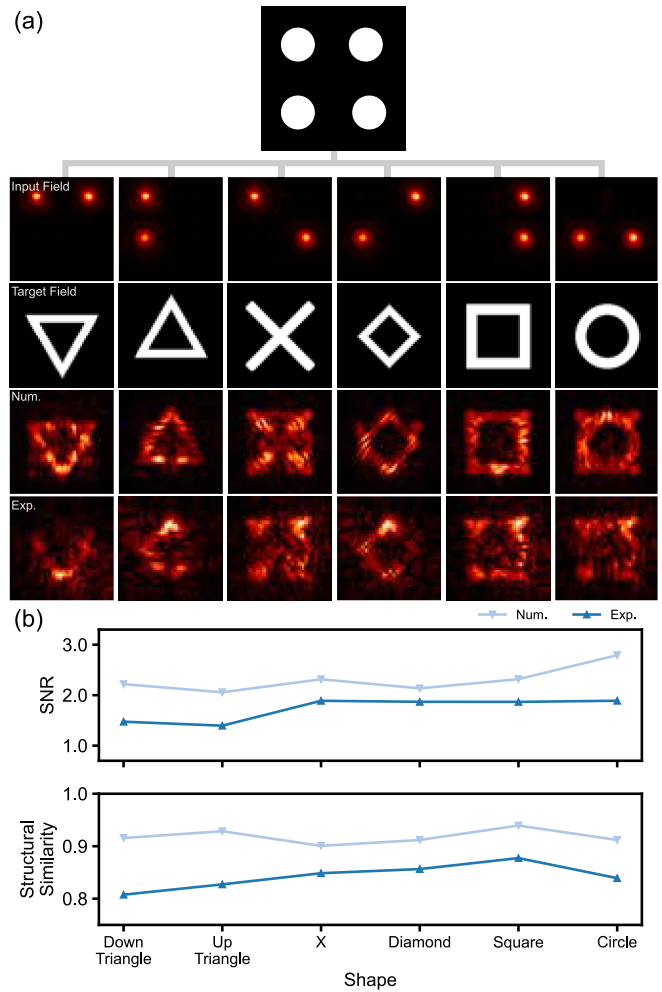 (a)
Input Field
Target Field
Num.
Exp.
(b)
Num. Exp.
3.0
2.0
1.0
SNR
1.0
0.9
0.8
Structural
Similarity
Down
Triangle
Up
Triangle
X
Diamond
Square
Circle
Shape